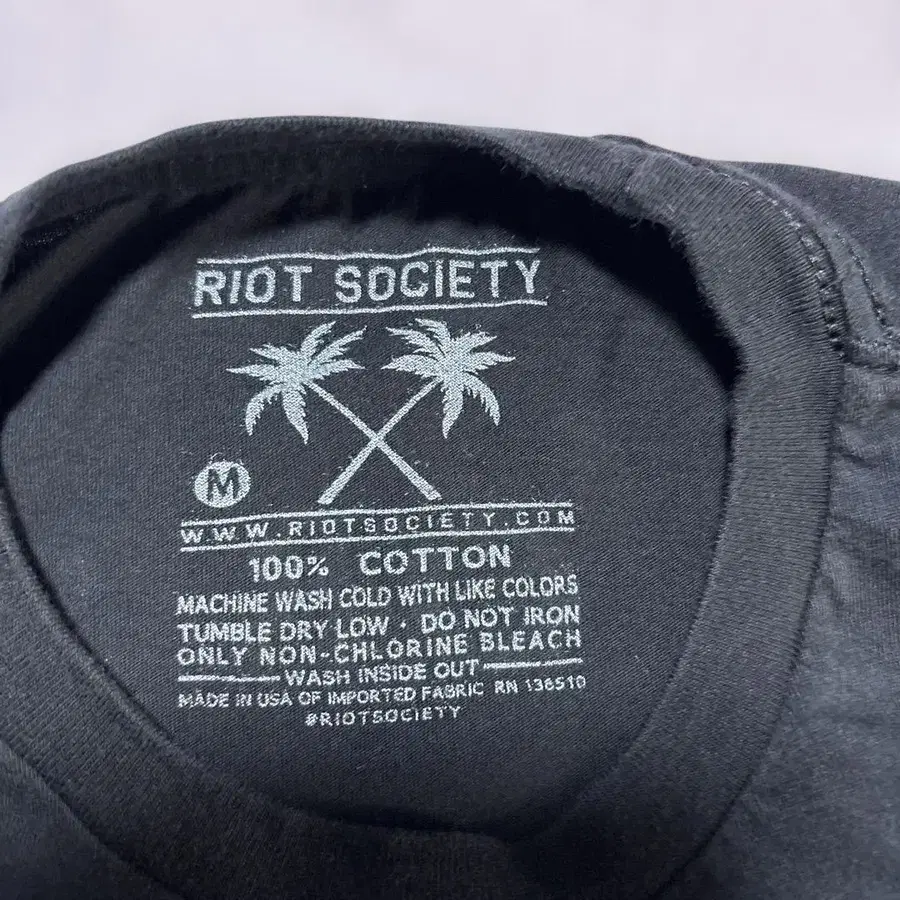 RIOT SOCIETY
M
WWW.RIOTSOCIETY.COM
100% COTTON
MACHINE WASH COLD WITH LIKE COLORS
TUMBLE DRY LOW · DO NOT IRON
ONLY NON-CHLORINE BLEACH
WASH INSIDE OUT
MADE IN USA OF IMPORTED FABRIC RN 136510
#RIOTSOCIETY